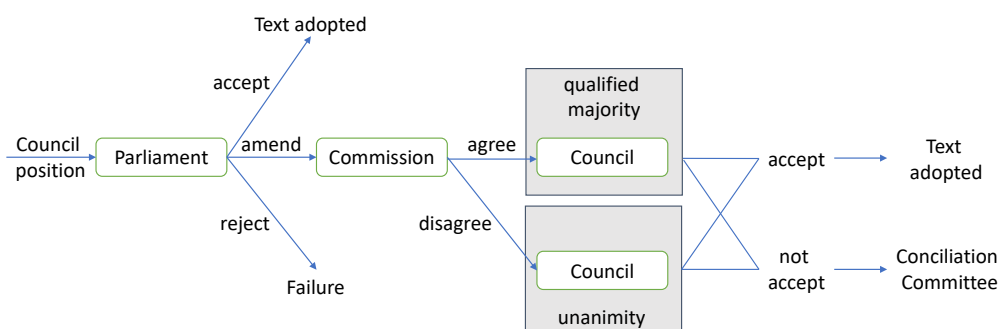 Text adopted
accept
qualified
majority
Council
position
Parliament
amend
Commission
agree
Council
accept
Text
adopted
reject
disagree
Failure
Council
unanimity
not
accept
Conciliation
Committee